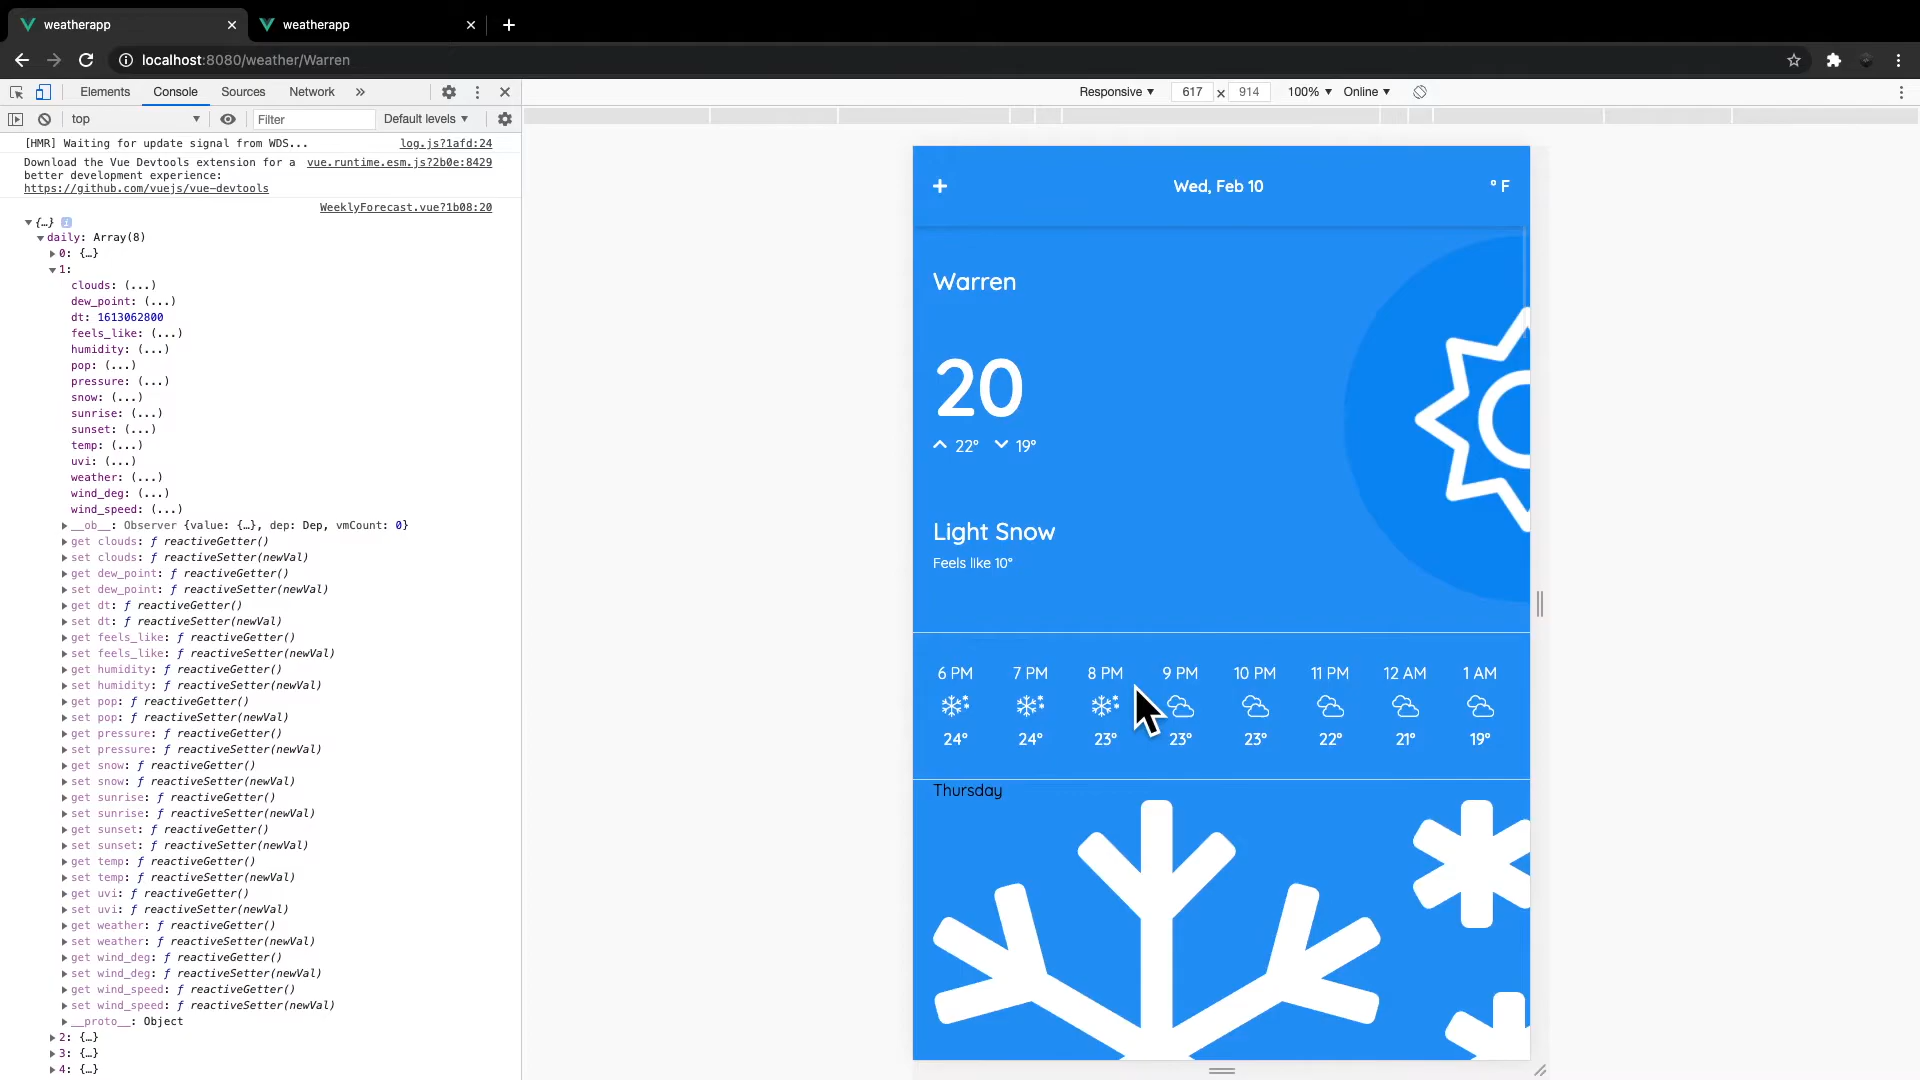 weatherapp
weatherapp
localhost:8080/weather/Warren
Elements Console Sources Network »
top Filter Default levels
Responsive 617 x 914 100% Online
[HMR] Waiting for update signal from WDS... log.js?1afd:24
Download the Vue Devtools extension for a vue.runtime.esm.js?2b0e:8429
better development experience:
https://github.com/vuejs/vue-devtools
WeeklyForecast.vue?1b08:20
{…} i
daily: Array(8)
0: {…}
1:
clouds: (...)
dew_point: (...)
dt: 1613062800
feels_like: (...)
humidity: (...)
pop: (...)
pressure: (...)
snow: (...)
sunrise: (...)
sunset: (...)
temp: (...)
uvi: (...)
weather: (...)
wind_deg: (...)
wind_speed: (...)
__ob__: Observer {value: {…}, dep: Dep, vmCount: 0}
get clouds: ƒ reactiveGetter()
set clouds: ƒ reactiveSetter(newVal)
get dew_point: ƒ reactiveGetter()
set dew_point: ƒ reactiveSetter(newVal)
get dt: ƒ reactiveGetter()
set dt: ƒ reactiveSetter(newVal)
get feels_like: ƒ reactiveGetter()
set feels_like: ƒ reactiveSetter(newVal)
get humidity: ƒ reactiveGetter()
set humidity: ƒ reactiveSetter(newVal)
get pop: ƒ reactiveGetter()
set pop: ƒ reactiveSetter(newVal)
get pressure: ƒ reactiveGetter()
set pressure: ƒ reactiveSetter(newVal)
get snow: ƒ reactiveGetter()
set snow: ƒ reactiveSetter(newVal)
get sunrise: ƒ reactiveGetter()
set sunrise: ƒ reactiveSetter(newVal)
get sunset: ƒ reactiveGetter()
set sunset: ƒ reactiveSetter(newVal)
get temp: ƒ reactiveGetter()
set temp: ƒ reactiveSetter(newVal)
get uvi: ƒ reactiveGetter()
set uvi: ƒ reactiveSetter(newVal)
get weather: ƒ reactiveGetter()
set weather: ƒ reactiveSetter(newVal)
get wind_deg: ƒ reactiveGetter()
set wind_deg: ƒ reactiveSetter(newVal)
get wind_speed: ƒ reactiveGetter()
set wind_speed: ƒ reactiveSetter(newVal)
__proto__: Object
2: {…}
3: {…}
4: {…}
Wed, Feb 10 ° F
Warren
20
22° 19°
Light Snow
Feels like 10°
6 PM 7 PM 8 PM 9 PM 10 PM 11 PM 12 AM 1 AM
24° 24° 23° 23° 23° 22° 21° 19°
Thursday